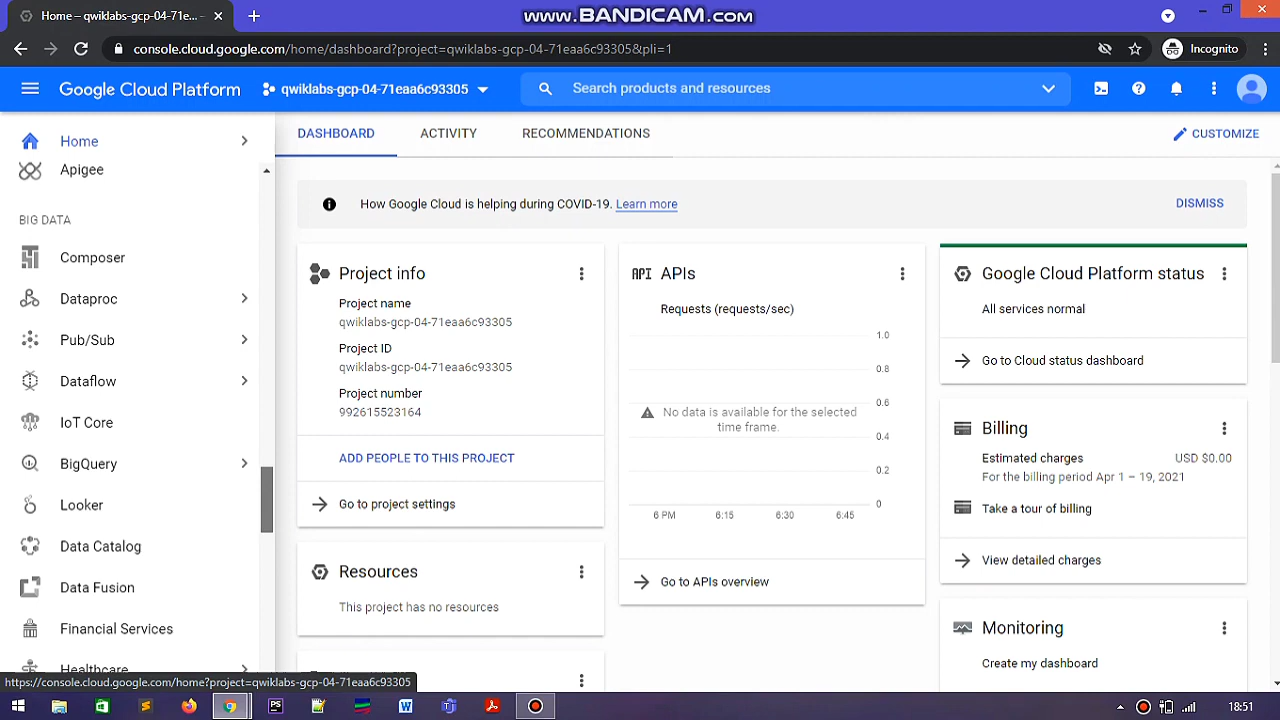 www.BANDICAM.com
Home – qwiklabs-gcp-04-71e...
console.cloud.google.com/home/dashboard?project=qwiklabs-gcp-04-71eaa6c93305&pli=1
Incognito
Google Cloud Platform
qwiklabs-gcp-04-71eaa6c93305
Search products and resources
Home
Apigee
BIG DATA
Composer
Dataproc
Pub/Sub
Dataflow
IoT Core
BigQuery
Looker
Data Catalog
Data Fusion
Financial Services
Healthcare
DASHBOARD
ACTIVITY
RECOMMENDATIONS
CUSTOMIZE
How Google Cloud is helping during COVID-19. Learn more
DISMISS
Project info
Project name
qwiklabs-gcp-04-71eaa6c93305
Project ID
qwiklabs-gcp-04-71eaa6c93305
Project number
992615523164
ADD PEOPLE TO THIS PROJECT
Go to project settings
Resources
This project has no resources
API APIs
Requests (requests/sec)
1.0
0.8
0.6
No data is available for the selected
time frame.
0.4
0.2
0
6 PM 6:15 6:30 6:45
Go to APIs overview
Google Cloud Platform status
All services normal
Go to Cloud status dashboard
Billing
Estimated charges USD $0.00
For the billing period Apr 1 – 19, 2021
Take a tour of billing
View detailed charges
Monitoring
Create my dashboard
https://console.cloud.google.com/home?project=qwiklabs-gcp-04-71eaa6c93305
18:51